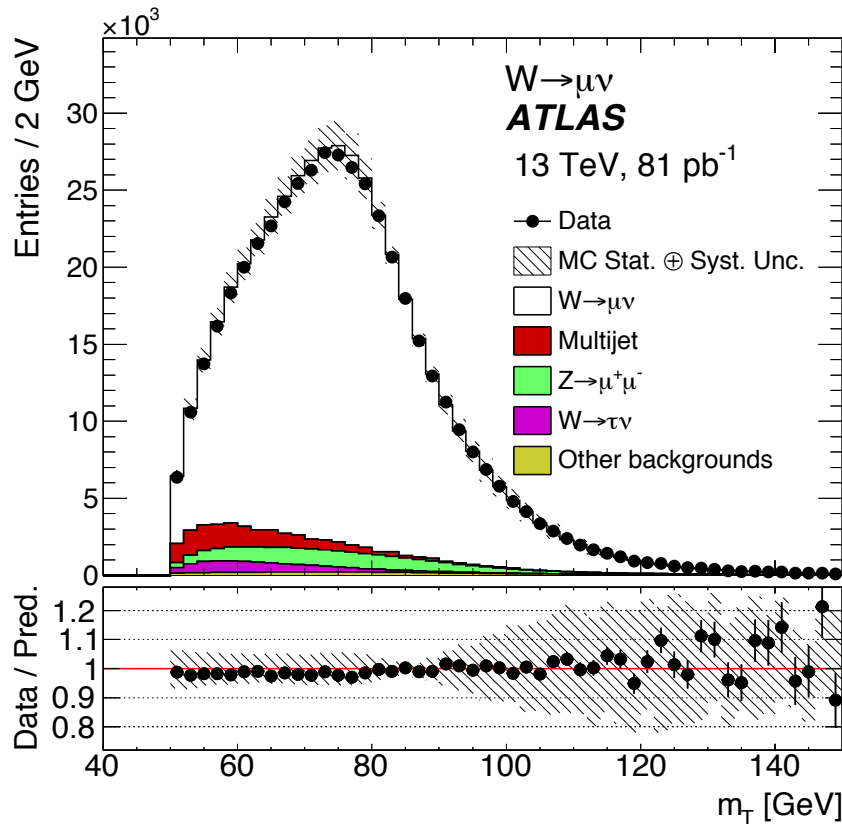 ×10³
Entries / 2 GeV
30
25
20
15
10
5
0
W→μν
ATLAS
13 TeV, 81 pb⁻¹
Data
MC Stat. ⊕ Syst. Unc.
W→μν
Multijet
Z→μ⁺μ⁻
W→τν
Other backgrounds
Data / Pred.
1.2
1.1
1
0.9
0.8
40 60 80 100 120 140
m_T [GeV]